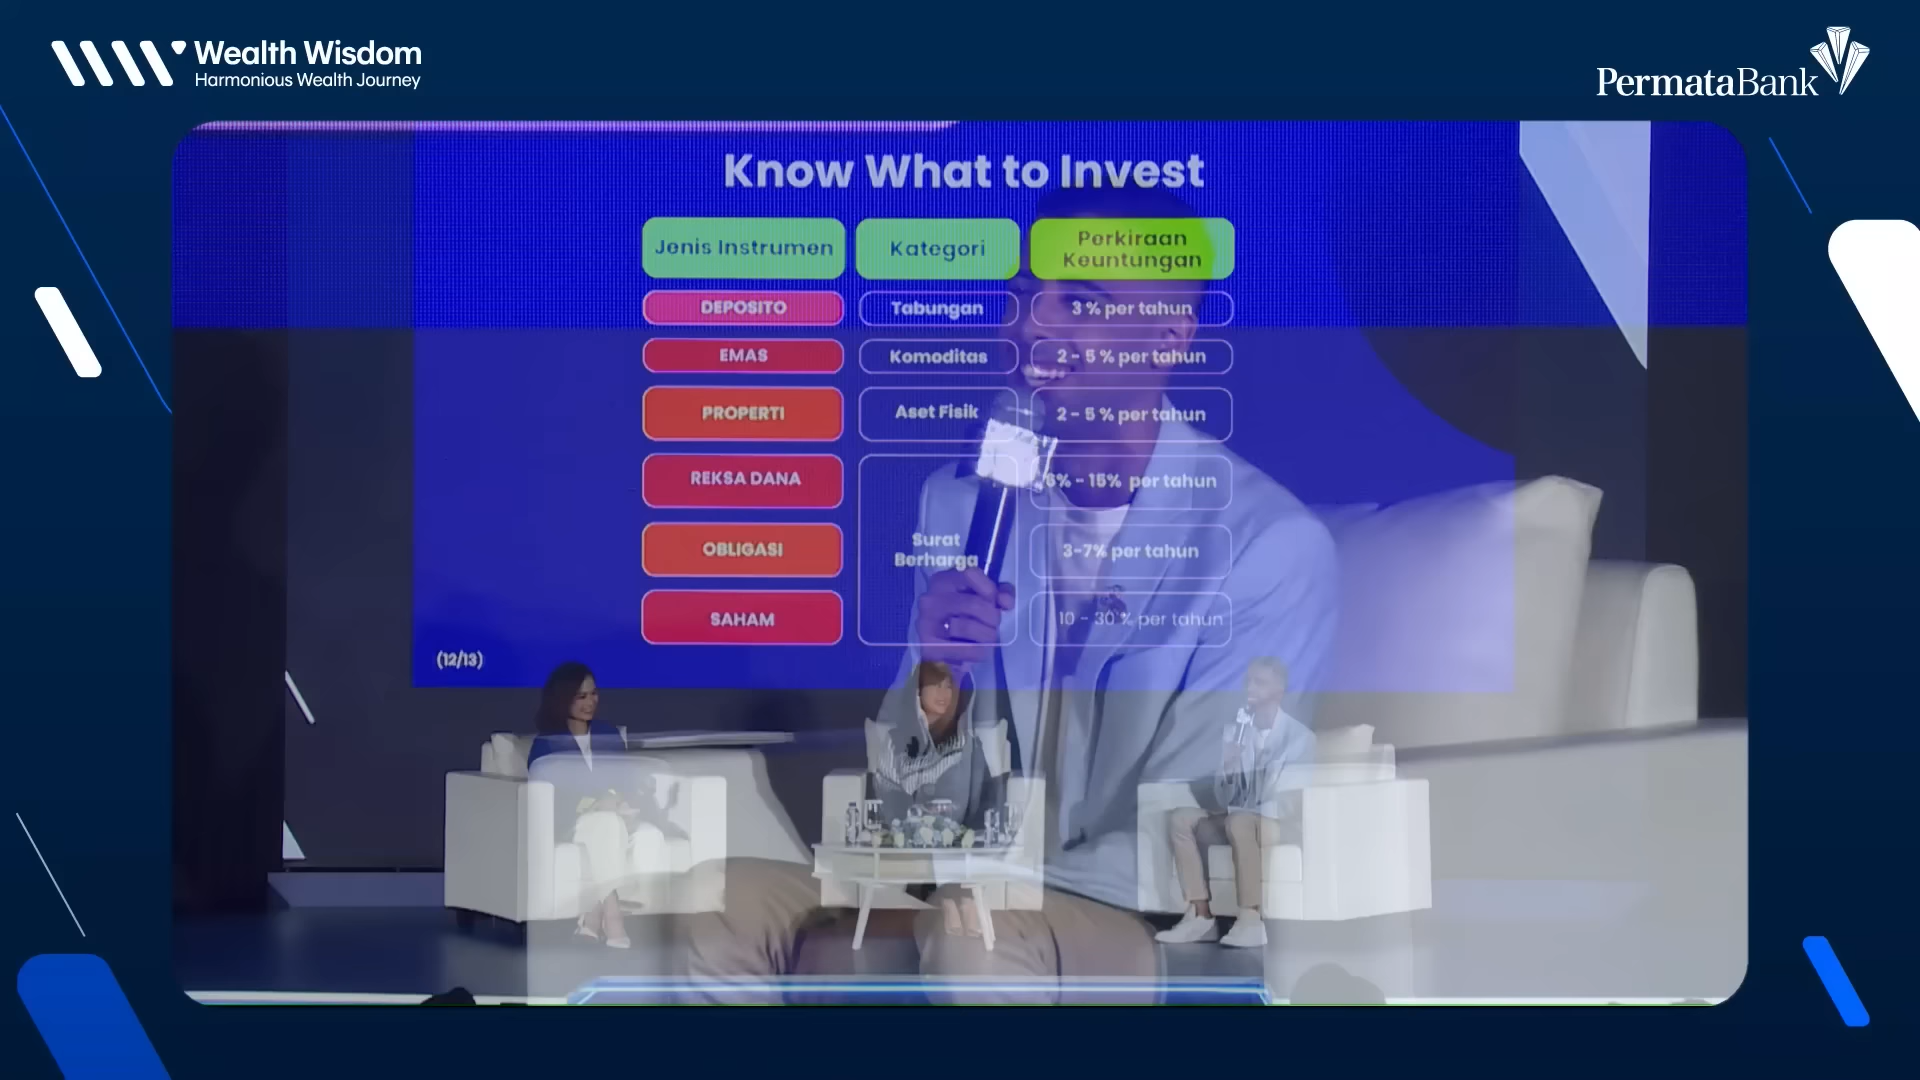 Wealth Wisdom
Harmonious Wealth Journey
PermataBank
Know What to Invest
Jenis Instrumen
Kategori
Perkiraan
Keuntungan
DEPOSITO
Tabungan
3 % per tahun
EMAS
Komoditas
2 - 5 % per tahun
PROPERTI
Aset Fisik
2 - 5 % per tahun
REKSA DANA
6% - 15% per tahun
OBLIGASI
Surat
Berharga
3-7% per tahun
SAHAM
10 - 30 % per tahun
(12/13)